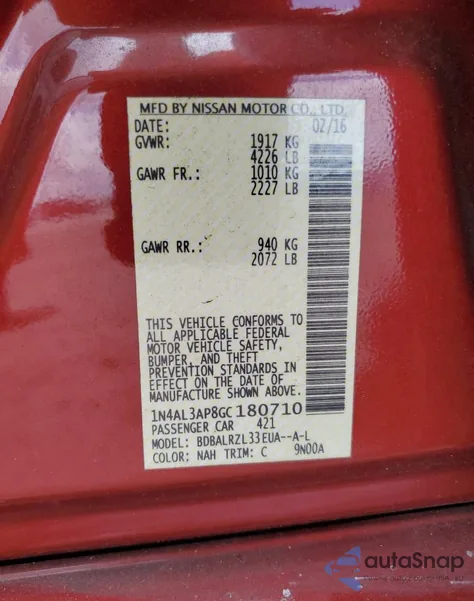 MFD BY NISSAN MOTOR CO., LTD.
DATE: 02/16
GVWR: 1917 KG
4226 LB
GAWR FR.: 1010 KG
2227 LB
GAWR RR.: 940 KG
2072 LB
THIS VEHICLE CONFORMS TO
ALL APPLICABLE FEDERAL
MOTOR VEHICLE SAFETY,
BUMPER, AND THEFT
PREVENTION STANDARDS IN
EFFECT ON THE DATE OF
MANUFACTURE SHOWN ABOVE.
1N4AL3AP8GC180710
PASSENGER CAR 421
MODEL: BDBALRZL33EUA--A-L
COLOR: NAH TRIM: C 9N00A
autaSnap